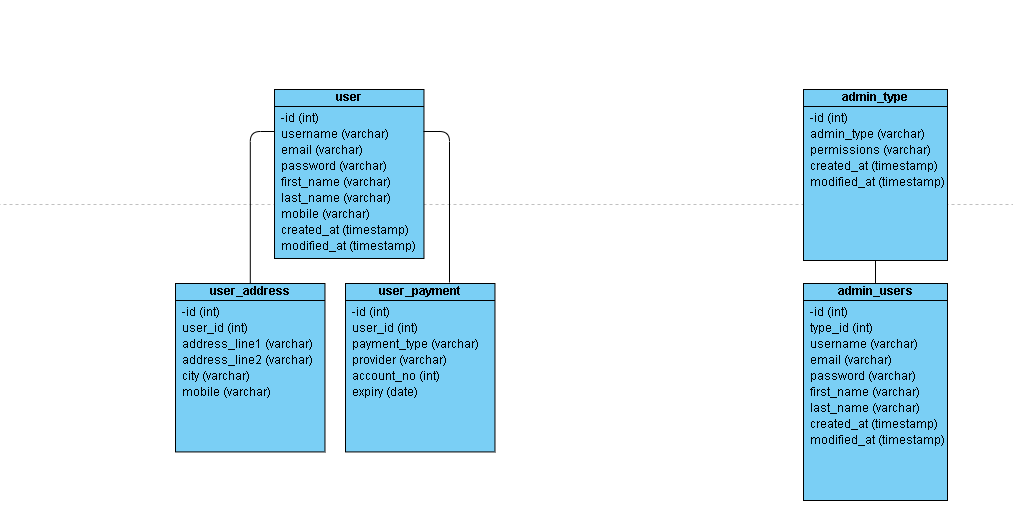 user
-id (int)
username (varchar)
email (varchar)
password (varchar)
first_name (varchar)
last_name (varchar)
mobile (varchar)
created_at (timestamp)
modified_at (timestamp)
admin_type
-id (int)
admin_type (varchar)
permissions (varchar)
created_at (timestamp)
modified_at (timestamp)
user_address
-id (int)
user_id (int)
address_line1 (varchar)
address_line2 (varchar)
city (varchar)
mobile (varchar)
user_payment
-id (int)
user_id (int)
payment_type (varchar)
provider (varchar)
account_no (int)
expiry (date)
admin_users
-id (int)
type_id (int)
username (varchar)
email (varchar)
password (varchar)
first_name (varchar)
last_name (varchar)
created_at (timestamp)
modified_at (timestamp)